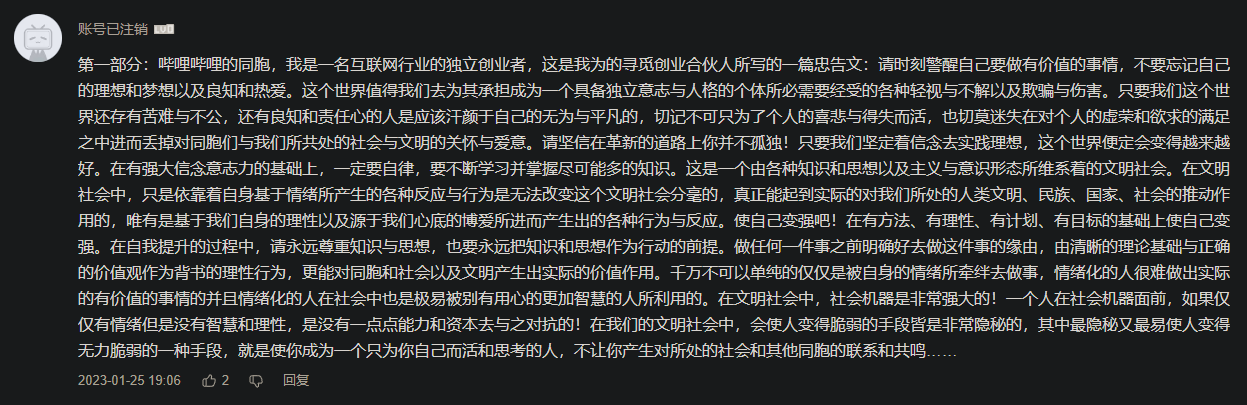 账号已注销
第一部分：哔哩哔哩的同胞，我是一名互联网行业的独立创业者，这是我为的寻觅创业合伙人所写的一篇忠告文：请时刻警醒自己要做有价值的事情，不要忘记自己
的理想和梦想以及良知和热爱。这个世界值得我们去为其承担成为一个具备独立意志与人格的个体所必需要经受的各种轻视与不解以及欺骗与伤害。只要我们这个世
界还存有苦难与不公，还有良知和责任心的人是应该汗颜于自己的无为与平凡的，切记不可只为了个人的喜悲与得失而活，也切莫迷失在对个人的虚荣和欲求的满足
之中进而丢掉对同胞们与我们所共处的社会与文明的关怀与爱意。请坚信在革新的道路上你并不孤独！只要我们坚定着信念去实践理想，这个世界便定会变得越来越
好。在有强大信念意志力的基础上，一定要自律，要不断学习并掌握尽可能多的知识。这是一个由各种知识和思想以及主义与意识形态所维系着的文明社会。在文明
社会中，只是依靠着自身基于情绪所产生的各种反应与行为是无法改变这个文明社会分毫的，真正能起到实际的对我们所处的人类文明、民族、国家、社会的推动作
用的，唯有是基于我们自身的理性以及源于我们心底的博爱所进而产生出的各种行为与反应。使自己变强吧！在有方法、有理性、有计划、有目标的基础上使自己变
强。在自我提升的过程中，请永远尊重知识与思想，也要永远把知识和思想作为行动的前提。做任何一件事之前明确好去做这件事的缘由，由清晰的理论基础与正确
的价值观作为背书的理性行为，更能对同胞和社会以及文明产生出实际的价值作用。千万不可以单纯的仅仅是被自身的情绪所牵绊去做事，情绪化的人很难做出实际
的有价值的事情的并且情绪化的人在社会中也是极易被别有用心的更加智慧的人所利用的。在文明社会中，社会机器是非常强大的！一个人在社会机器面前，如果仅
仅有情绪但是没有智慧和理性，是没有一点点能力和资本去与之对抗的！在我们的文明社会中，会使人变得脆弱的手段皆是非常隐秘的，其中最隐秘又最易使人变得
无力脆弱的一种手段，就是使你成为一个只为你自己而活和思考的人，不让你产生对所处的社会和其他同胞的联系和共鸣……
2023-01-25 19:06 2 回复